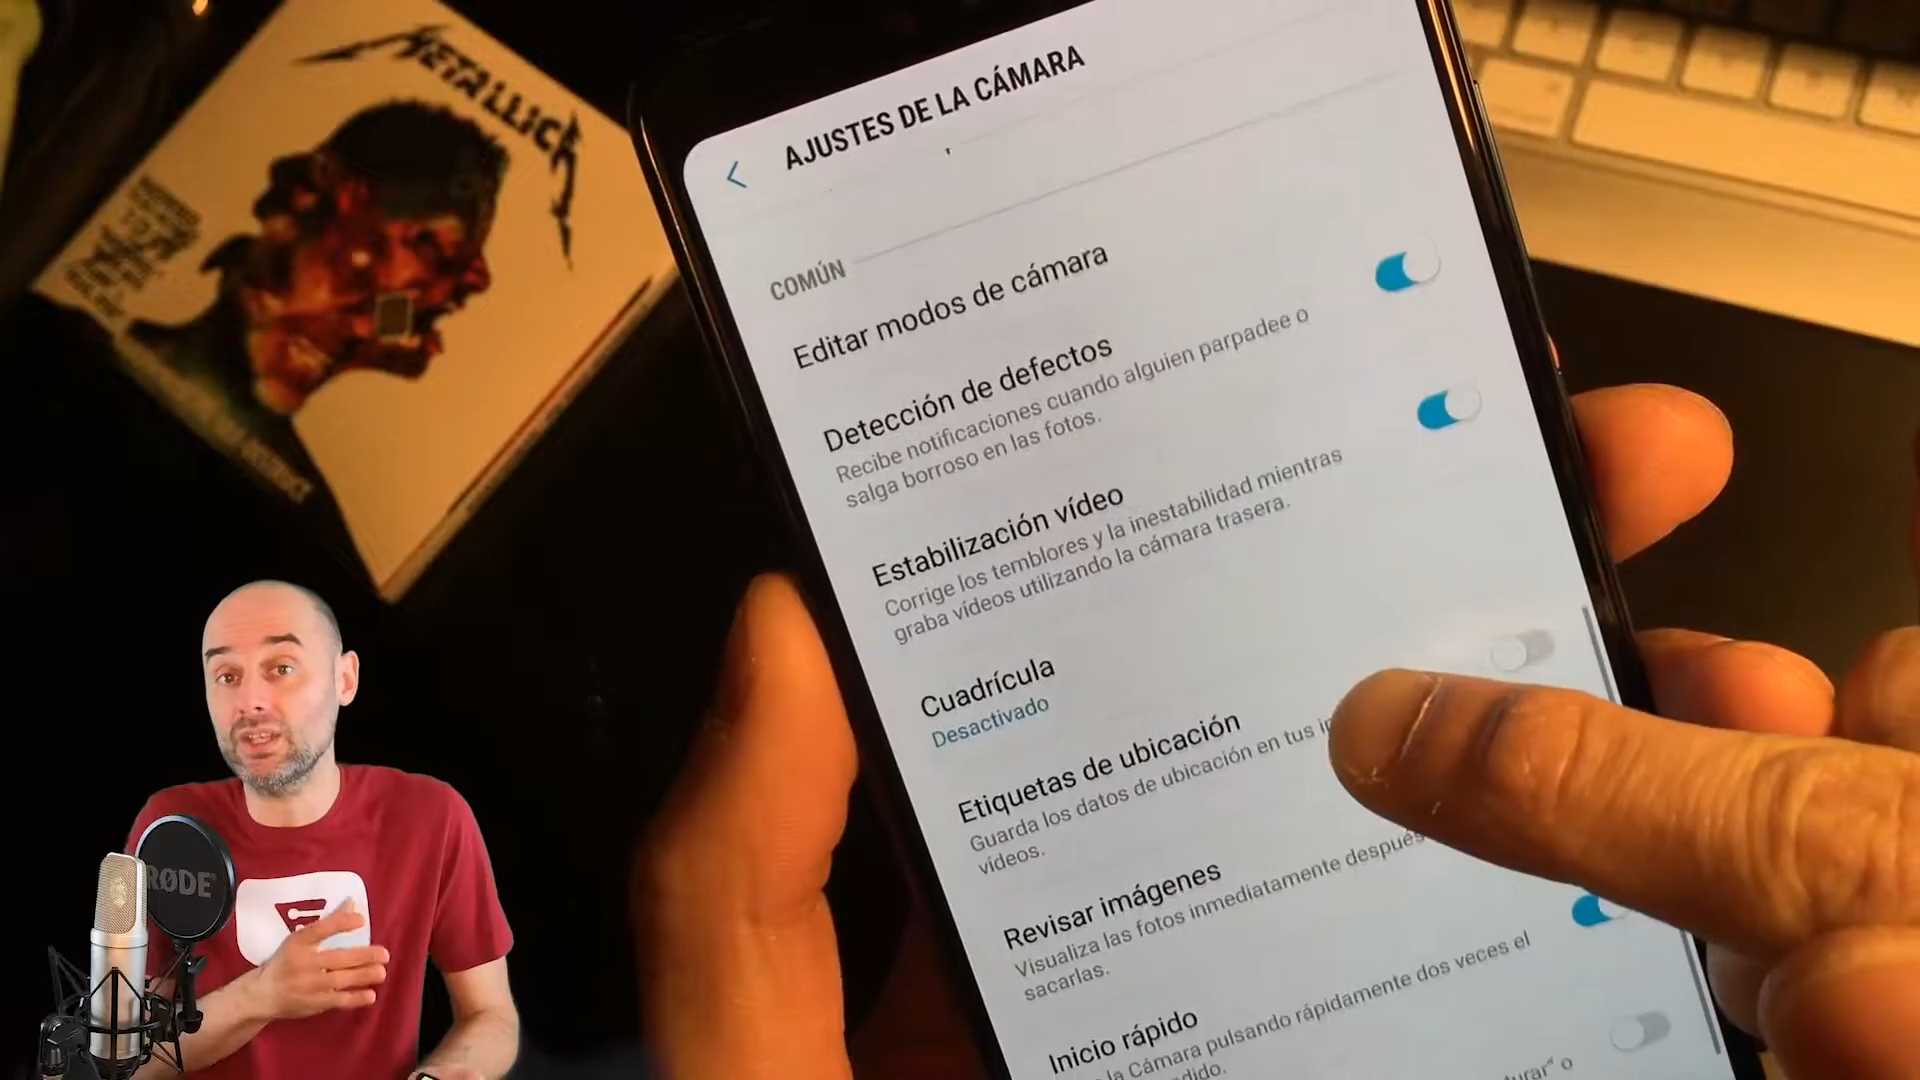 METALLICA
AJUSTES DE LA CÁMARA
COMÚN
Editar modos de cámara
Detección de defectos
Recibe notificaciones cuando alguien parpadee o
salga borroso en las fotos.
Estabilización vídeo
Corrige los temblores y la inestabilidad mientras
graba vídeos utilizando la cámara trasera.
Cuadrícula
Desactivado
Etiquetas de ubicación
Guarda los datos de ubicación en tus
vídeos.
Revisar imágenes
Visualiza las fotos inmediatamente después
sacarlas.
Inicio rápido
la Cámara pulsando rápidamente dos veces el
RØDE